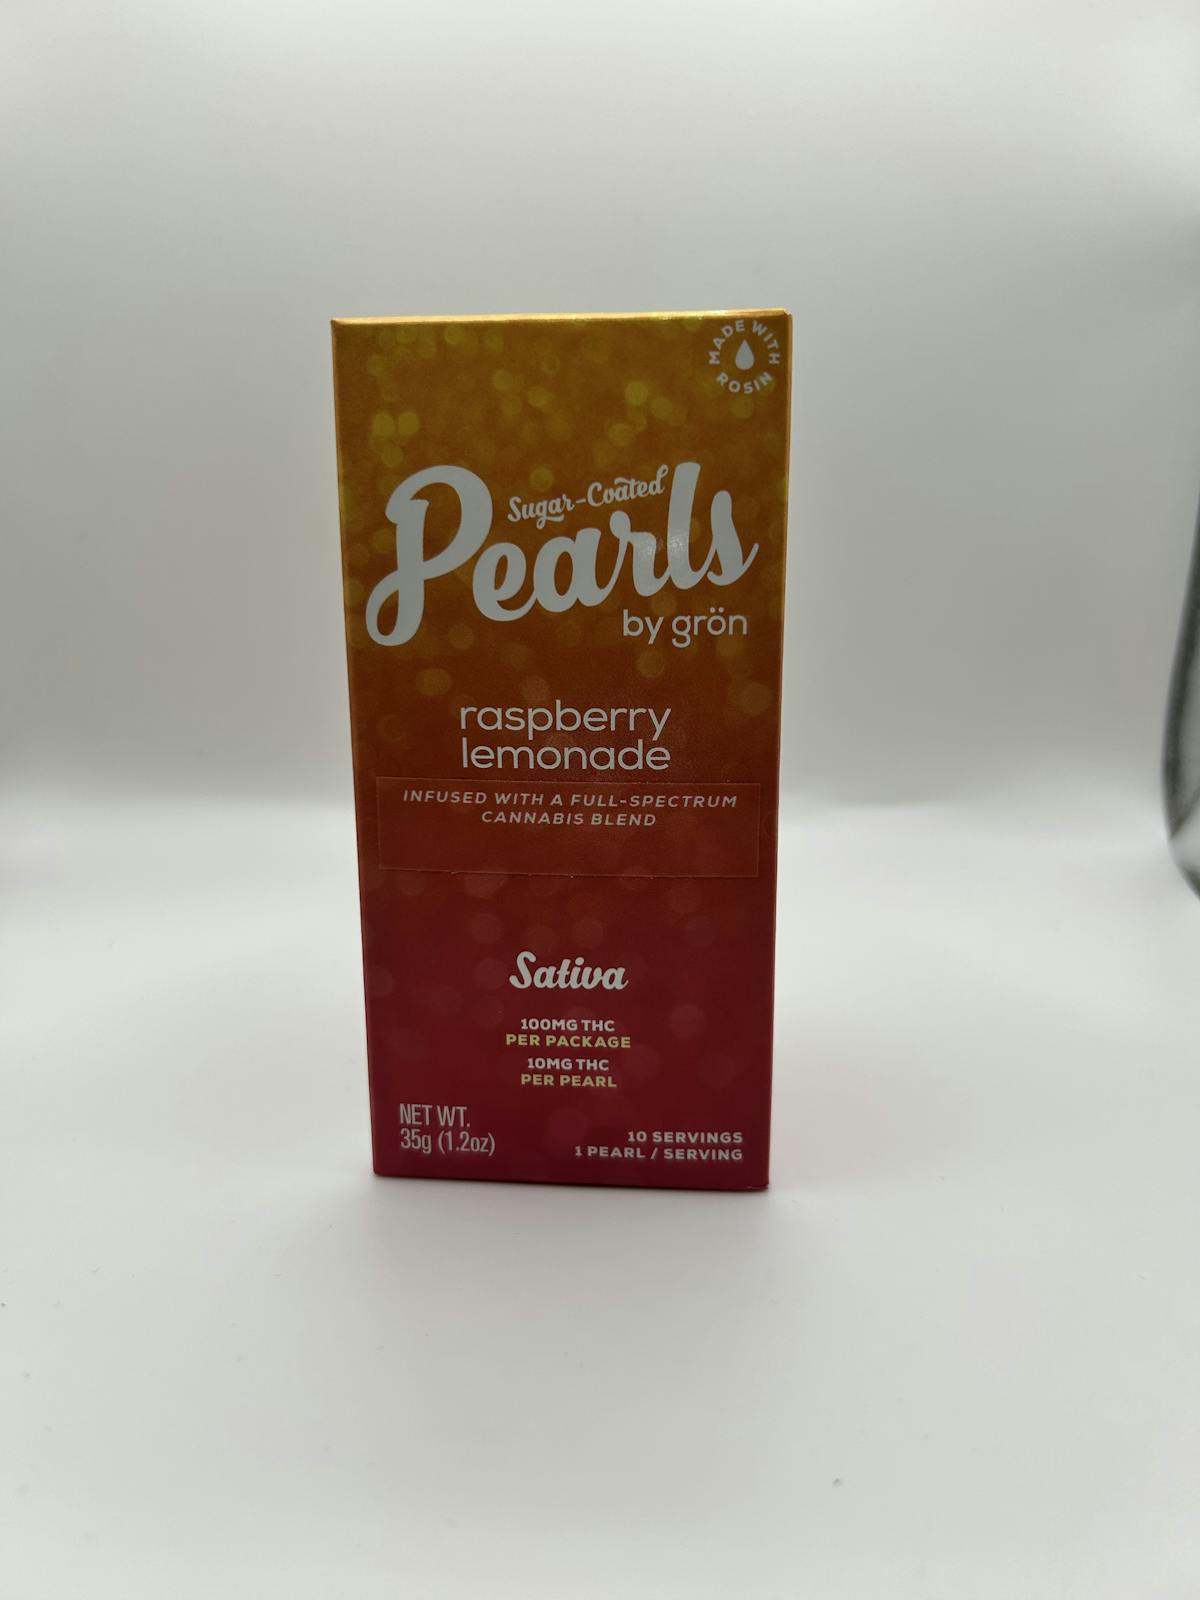 MADE WITH
ROSIN
Sugar-Coated
Pearls
by grön
raspberry
lemonade
INFUSED WITH A FULL-SPECTRUM
CANNABIS BLEND
Sativa
100MG THC
PER PACKAGE
10MG THC
PER PEARL
NET WT.
35g (1.2oz)
10 SERVINGS
1 PEARL / SERVING